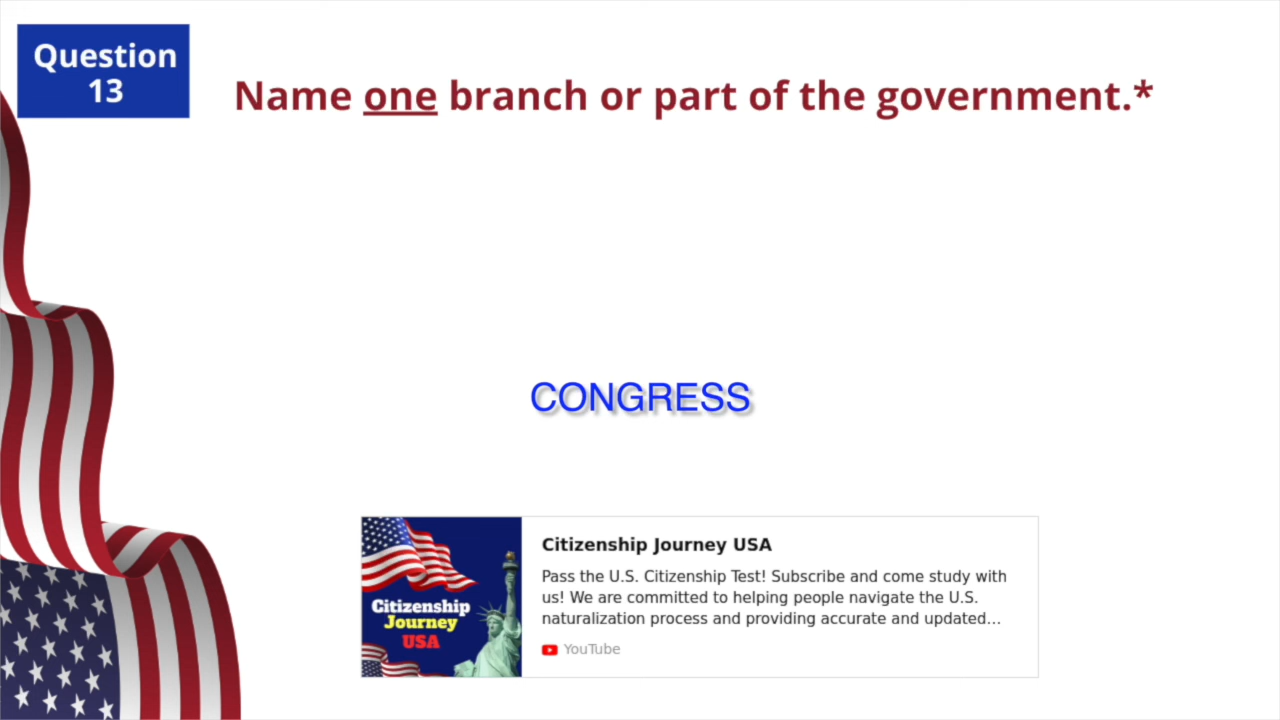 Question
13
Name one branch or part of the government.*
CONGRESS
Citizenship
Journey
USA
Citizenship Journey USA
Pass the U.S. Citizenship Test! Subscribe and come study with
us! We are committed to helping people navigate the U.S.
naturalization process and providing accurate and updated...
YouTube